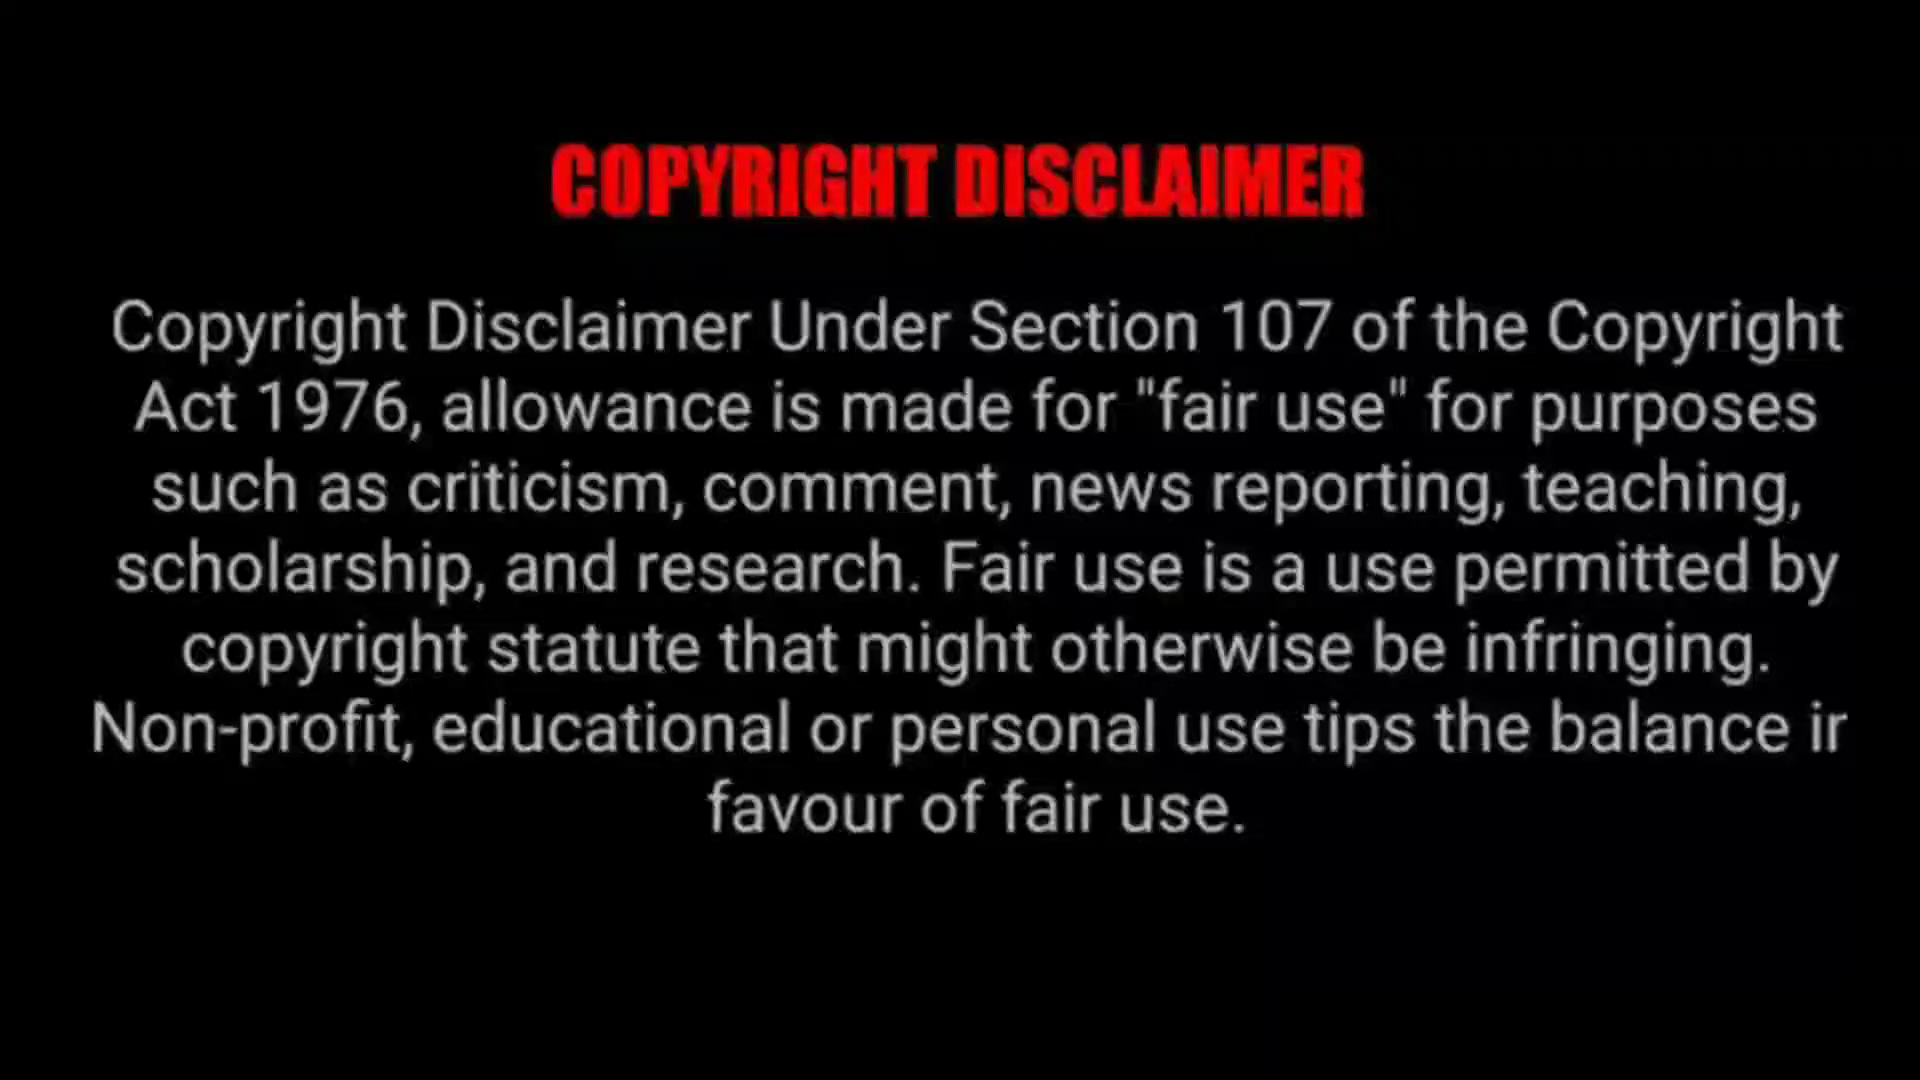 COPYRIGHT DISCLAIMER
Copyright Disclaimer Under Section 107 of the Copyright
Act 1976, allowance is made for "fair use" for purposes
such as criticism, comment, news reporting, teaching,
scholarship, and research. Fair use is a use permitted by
copyright statute that might otherwise be infringing.
Non-profit, educational or personal use tips the balance ir
favour of fair use.